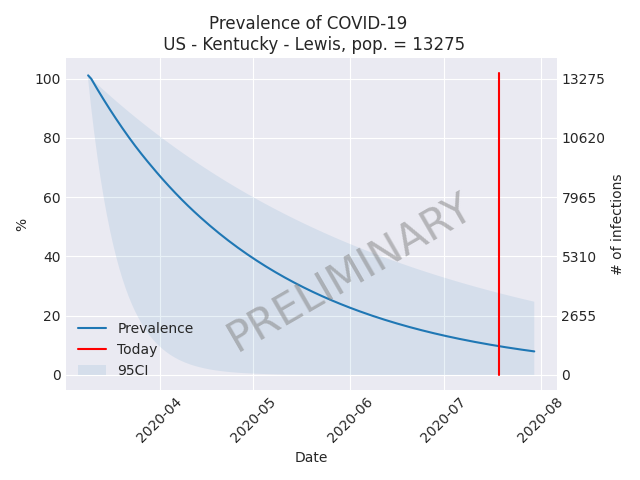 Prevalence of COVID-19
US - Kentucky - Lewis, pop. = 13275
100
80
60
40
20
0
%
13275
10620
7965
5310
2655
0
# of infections
PRELIMINARY
Prevalence
Today
95CI
2020-04
2020-05
2020-06
2020-07
2020-08
Date